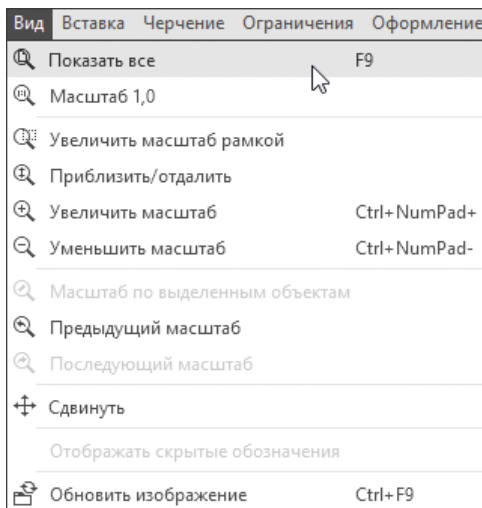 Вид Вставка Черчение Ограничения Оформление
Показать все F9
Масштаб 1,0
Увеличить масштаб рамкой
Приблизить/отдалить
Увеличить масштаб Ctrl+NumPad+
Уменьшить масштаб Ctrl+NumPad-
Масштаб по выделенным объектам
Предыдущий масштаб
Последующий масштаб
Сдвинуть
Отображать скрытые обозначения
Обновить изображение Ctrl+F9